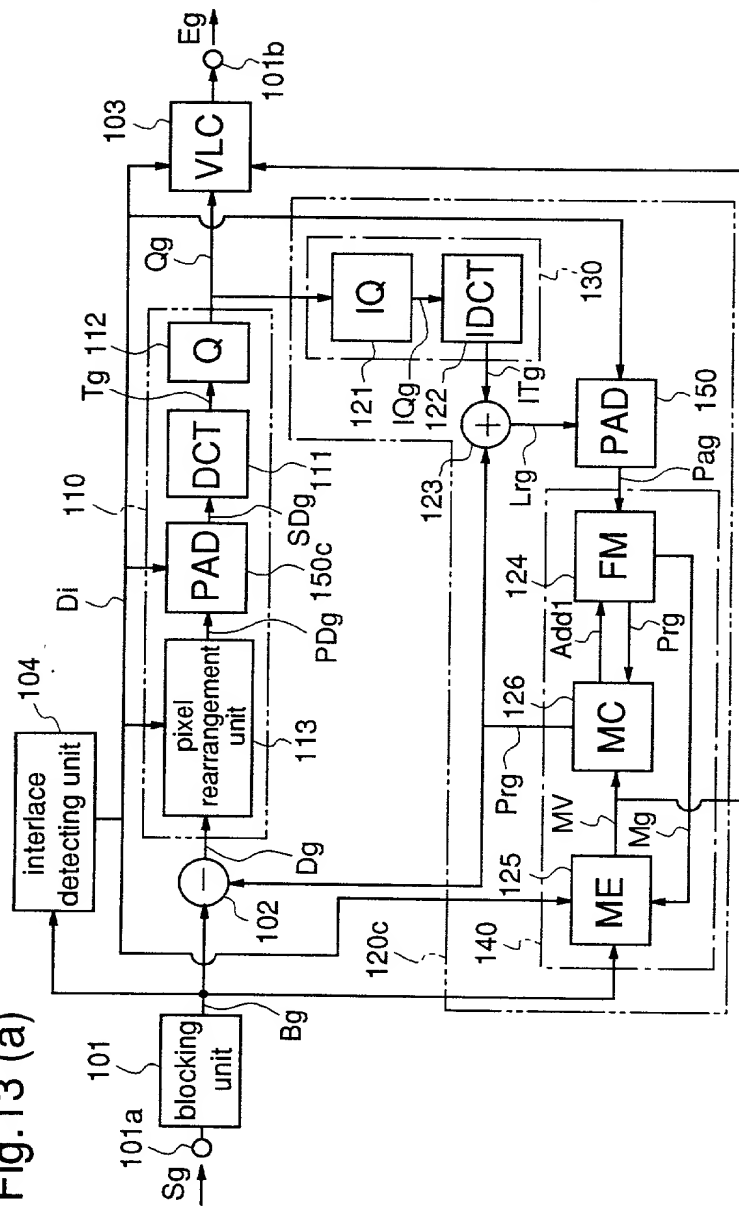 Fig.13 (a)
Sg
101a
101
blocking
unit
Bg
104
interlace
detecting unit
Di
102
Dg
110
pixel
rearrangement
unit
113
PDg
PAD
150c
SDg
DCT
111
Tg
Q
112
Qg
103
VLC
Eg
101b
120c
130
IQ
121
IQg
IDCT
122
ITg
123
Lrg
PAD
150
Pag
140
125
ME
MV
Mg
Prg
126
MC
Add1
Prg
124
FM